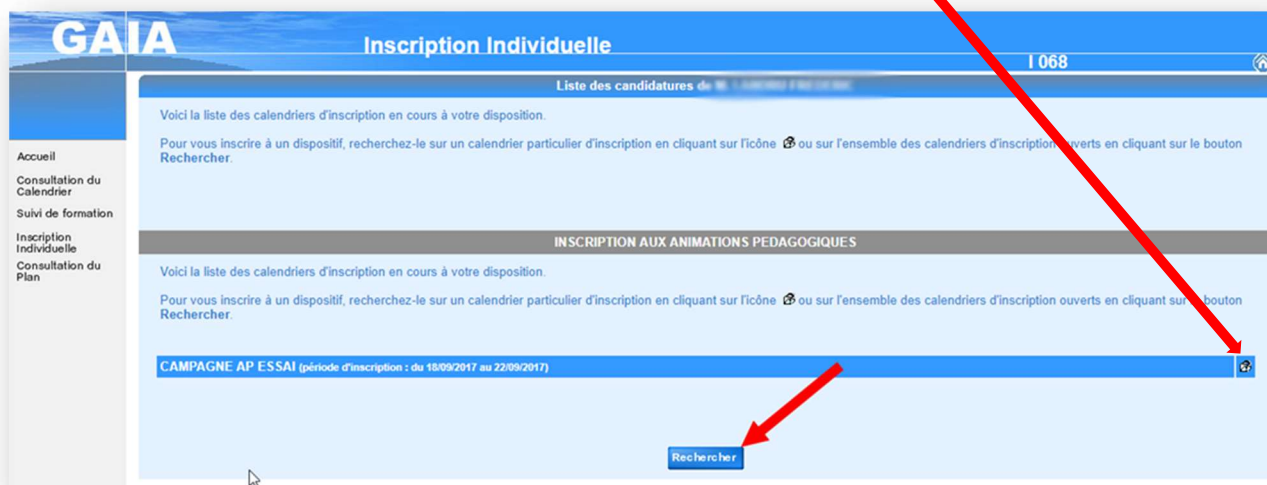 GAIA
Inscription Individuelle
I 068
Liste des candidatures de M.
Voici la liste des calendriers d'inscription en cours à votre disposition.
Pour vous inscrire à un dispositif, recherchez-le sur un calendrier particulier d'inscription en cliquant sur l'icône ou sur l'ensemble des calendriers d'inscription ouverts en cliquant sur le bouton
Rechercher.
Accueil
Consultation du
Calendrier
Suivi de formation
Inscription
Individuelle
Consultation du
Plan
INSCRIPTION AUX ANIMATIONS PEDAGOGIQUES
Voici la liste des calendriers d'inscription en cours à votre disposition.
Pour vous inscrire à un dispositif, recherchez-le sur un calendrier particulier d'inscription en cliquant sur l'icône ou sur l'ensemble des calendriers d'inscription ouverts en cliquant sur le bouton
Rechercher.
CAMPAGNE AP ESSAI (période d'inscription : du 18/09/2017 au 22/09/2017)
Rechercher